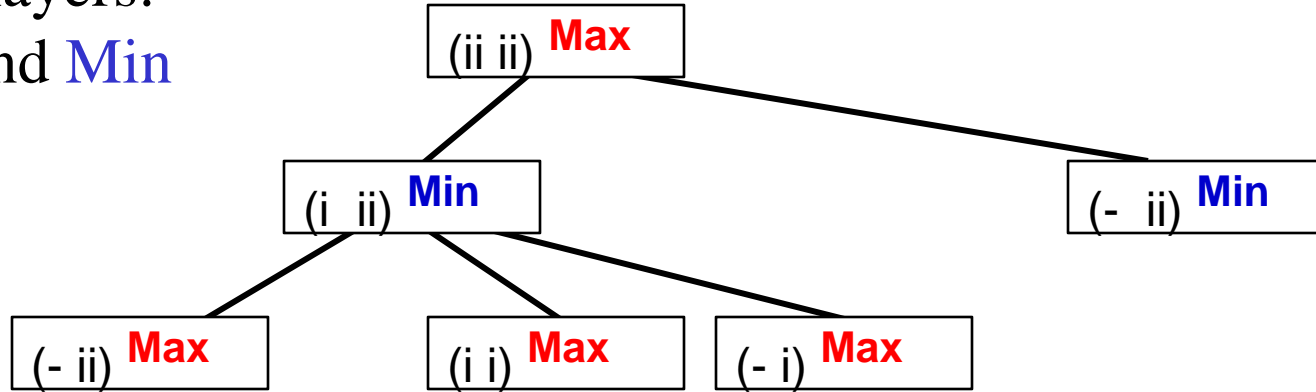 ayers:
nd Min
(ii ii) Max
(i ii) Min
(- ii) Min
(- ii) Max
(i i) Max
(- i) Max